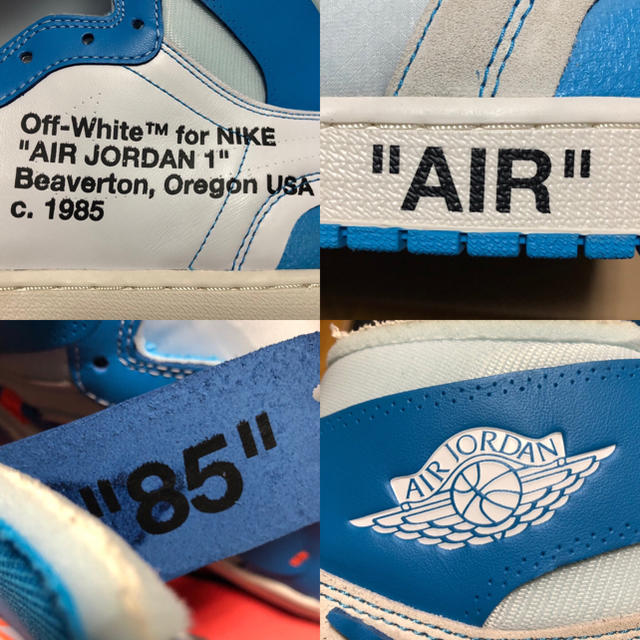 Off-White™ for NIKE
"AIR JORDAN 1"
Beaverton, Oregon USA
c. 1985
"AIR"
"85"
AIR JORDAN